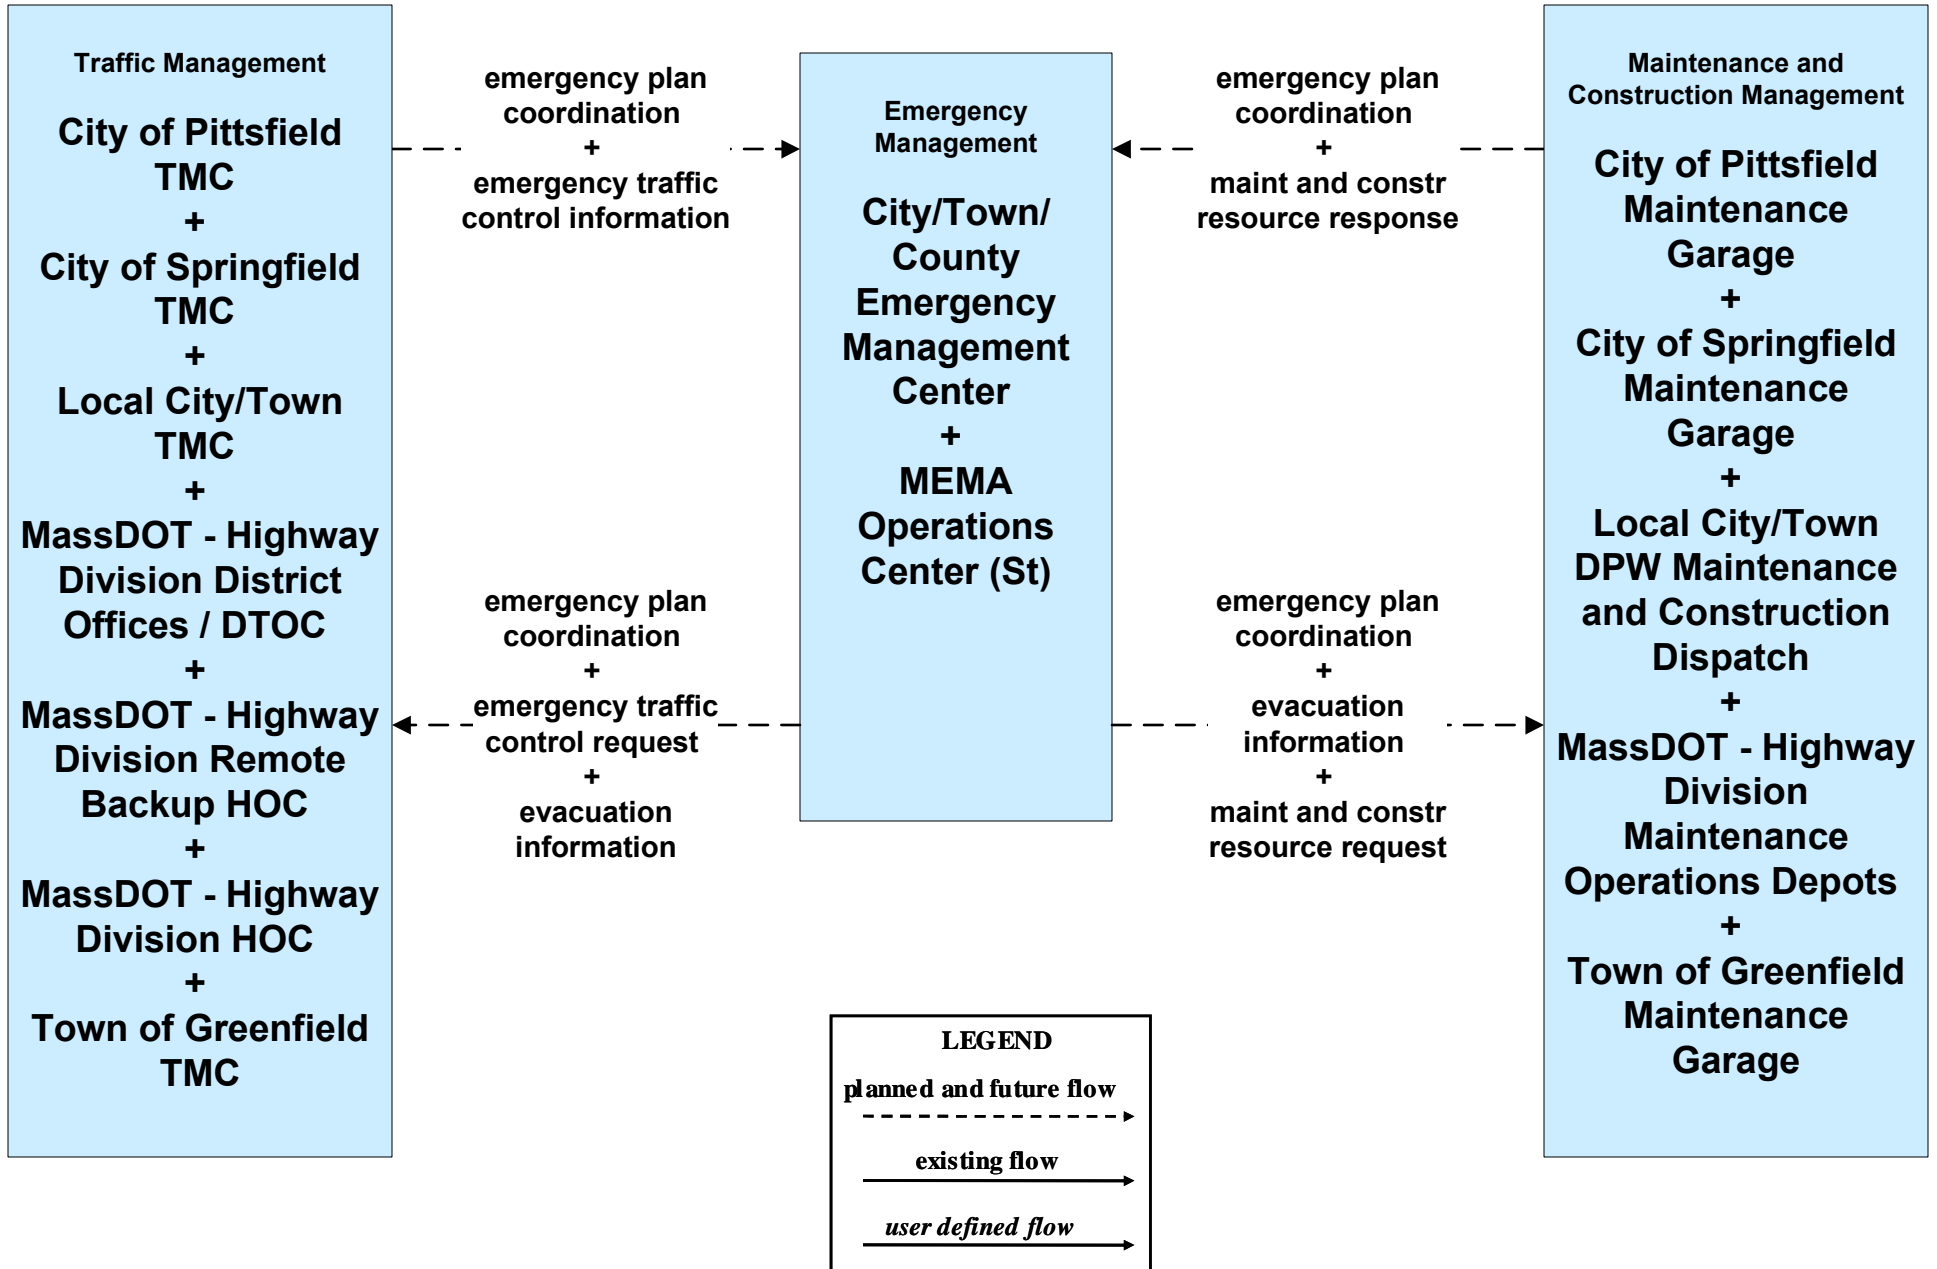 Traffic Management
City of Pittsfield
TMC
+
City of Springfield
TMC
+
Local City/Town
TMC
+
MassDOT - Highway
Division District
Offices / DTOC
+
MassDOT - Highway
Division Remote
Backup HOC
+
MassDOT - Highway
Division HOC
+
Town of Greenfield
TMC
emergency plan
coordination
+
emergency traffic
control information
emergency plan
coordination
+
emergency traffic
control request
+
evacuation
information
Emergency
Management
City/Town/
County
Emergency
Management
Center
+
MEMA
Operations
Center (St)
emergency plan
coordination
+
maint and constr
resource response
emergency plan
coordination
+
evacuation
information
+
maint and constr
resource request
Maintenance and
Construction Management
City of Pittsfield
Maintenance
Garage
+
City of Springfield
Maintenance
Garage
+
Local City/Town
DPW Maintenance
and Construction
Dispatch
+
MassDOT - Highway
Division
Maintenance
Operations Depots
+
Town of Greenfield
Maintenance
Garage
LEGEND
planned and future flow
existing flow
user defined flow